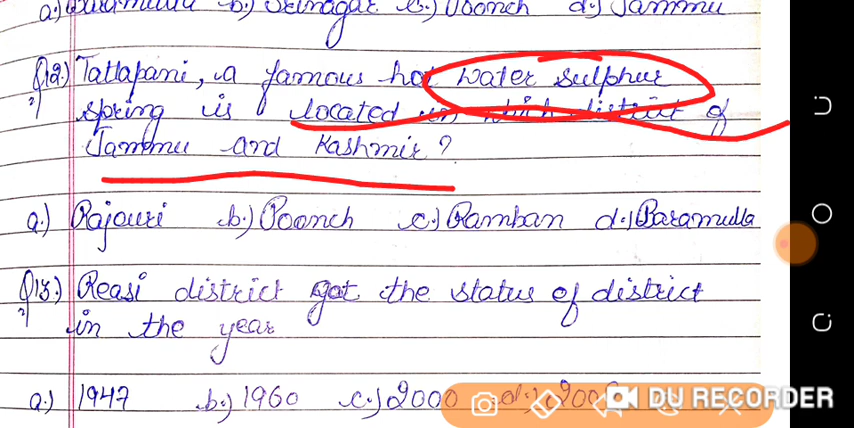 a.) Baramulla b.) Srinagar c.) Poonch d.) Jammu
Q12.) Tattapani, a famous hot water sulphur
spring is located in which district of
Jammu and Kashmir?
a.) Rajouri b.) Poonch c.) Ramban d.) Baramulla
Q13.) Reasi district got the status of district
in the year
a.) 1947 b.) 1960 c.) 2000 d.)
DU RECORDER